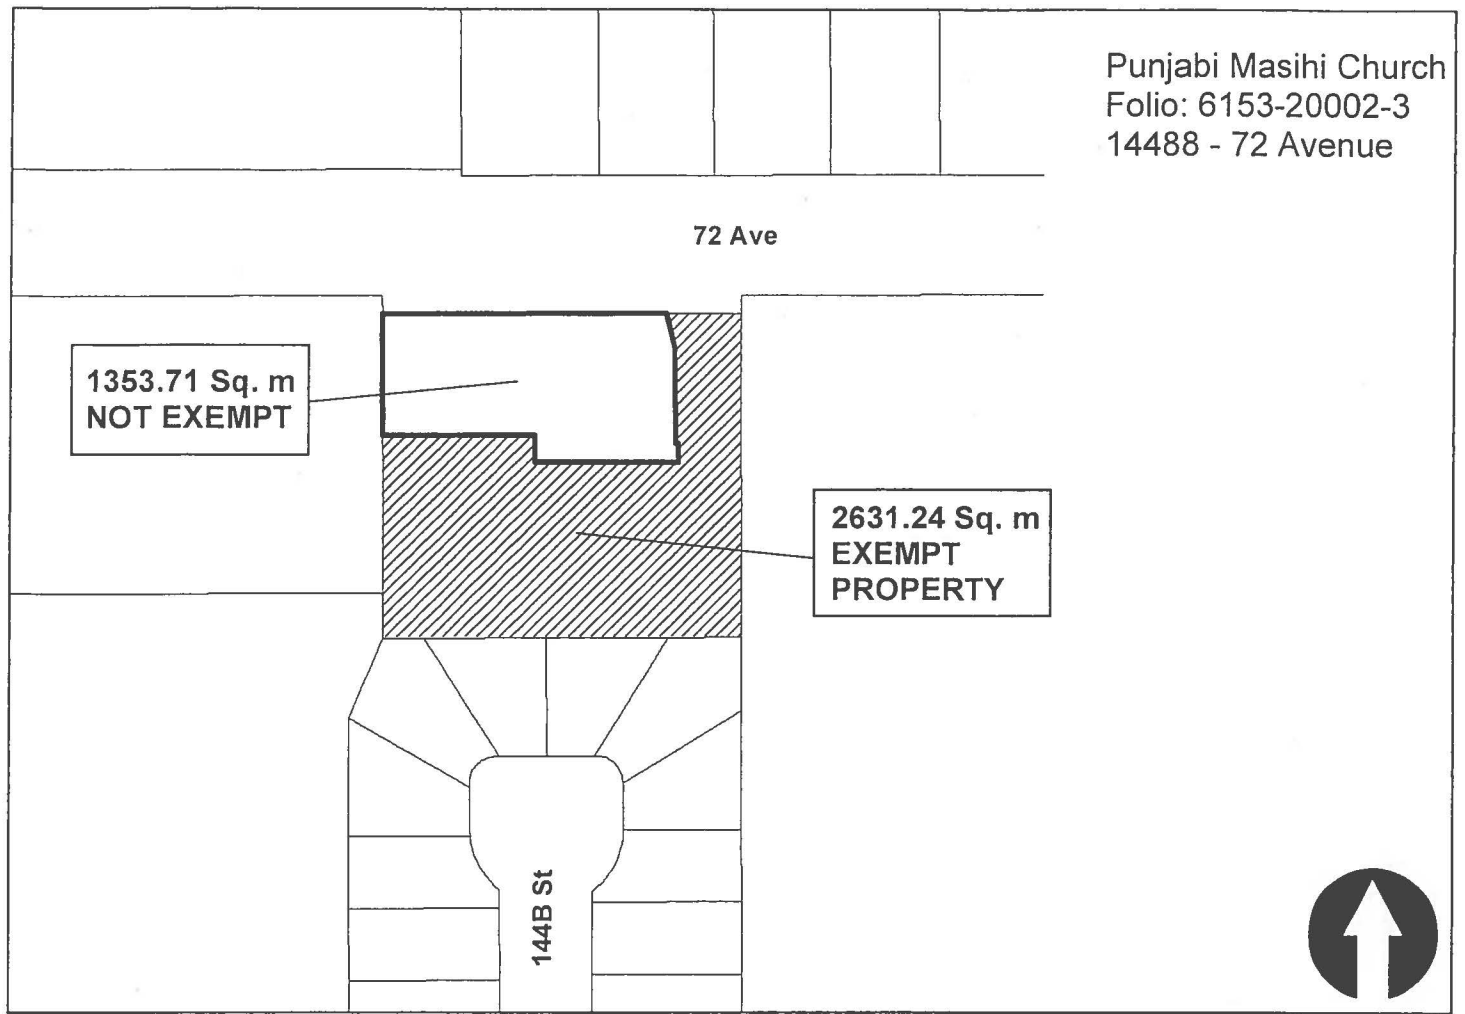 Punjabi Masihi Church
Folio: 6153-20002-3
14488 - 72 Avenue
72 Ave
1353.71 Sq. m
NOT EXEMPT
2631.24 Sq. m
EXEMPT
PROPERTY
144B St